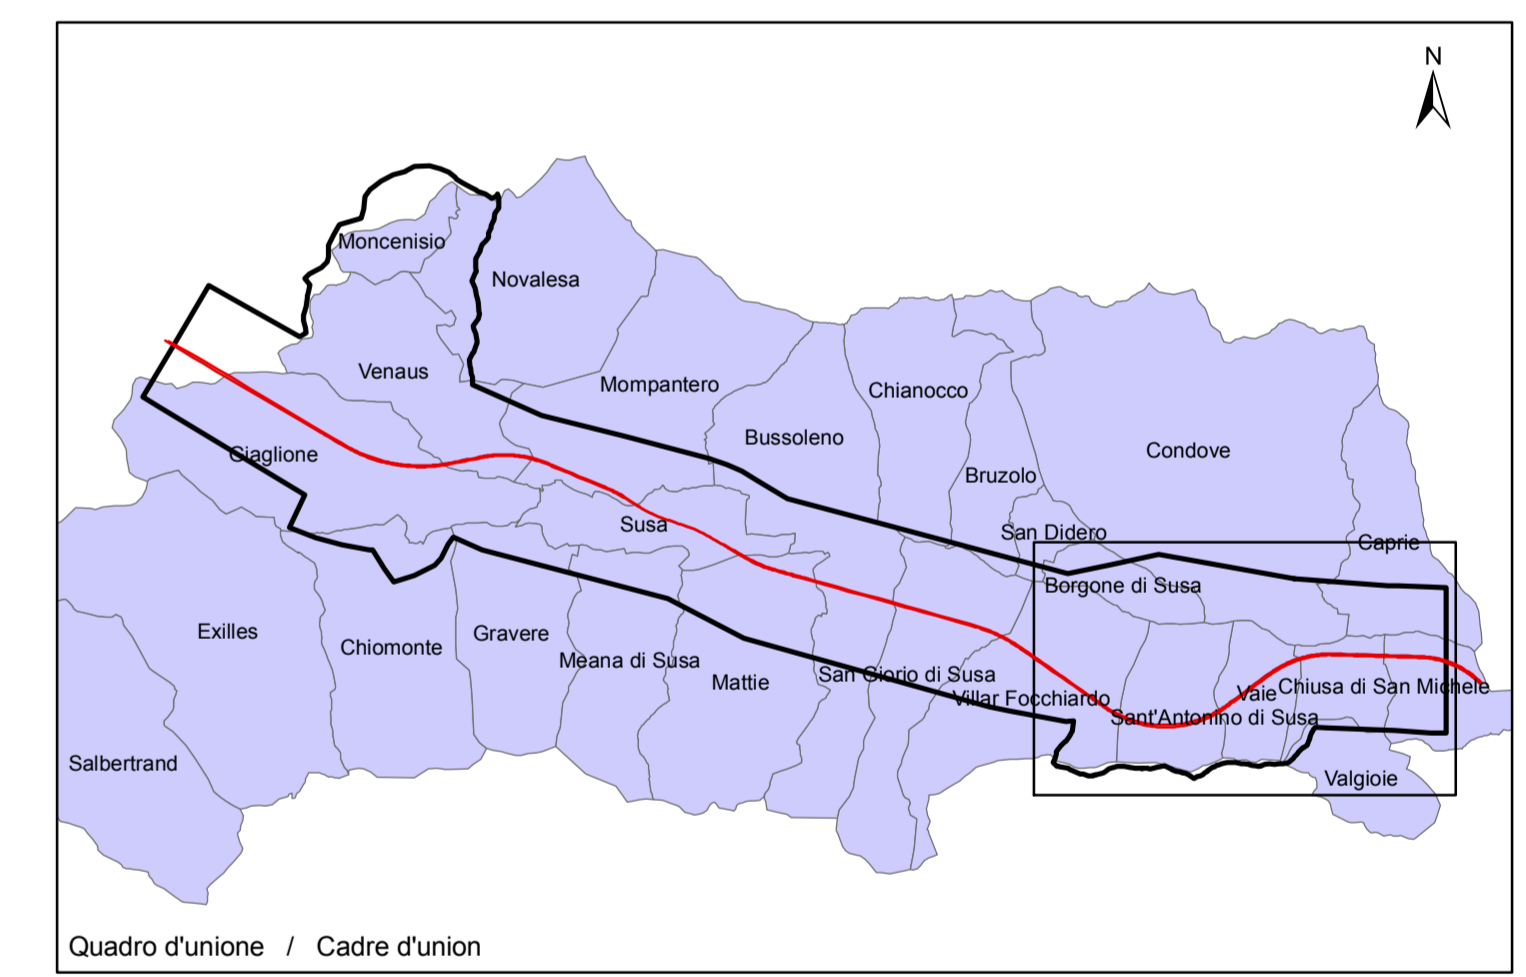 N
Moncenisio
Novalesa
Venaus
Mompantero
Chianocco
Bussoleno
Condove
Giaglione
Bruzolo
Susa
San Didero
Caprie
Borgone di Susa
Exilles
Gravere
Chiomonte
Meana di Susa
San Giorio di Susa
Mattie
Chiusa di San Michele
Vaie
Villar Focchiardo
Sant'Antonino di Susa
Salbertrand
Valgioie
Quadro d'unione / Cadre d'union